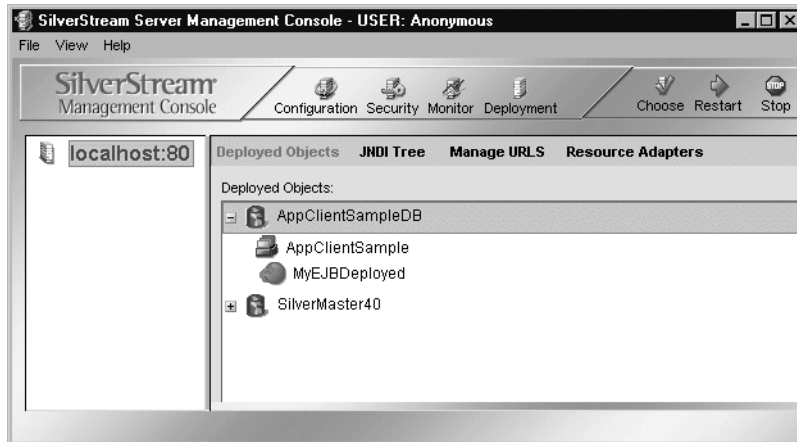 SilverStream Server Management Console - USER: Anonymous
File View Help
SilverStream
Management Console
Configuration Security Monitor Deployment
Choose Restart Stop
STOP
localhost:80
Deployed Objects JNDI Tree Manage URLS Resource Adapters
Deployed Objects:
AppClientSampleDB
AppClientSample
MyEJBDeployed
SilverMaster40